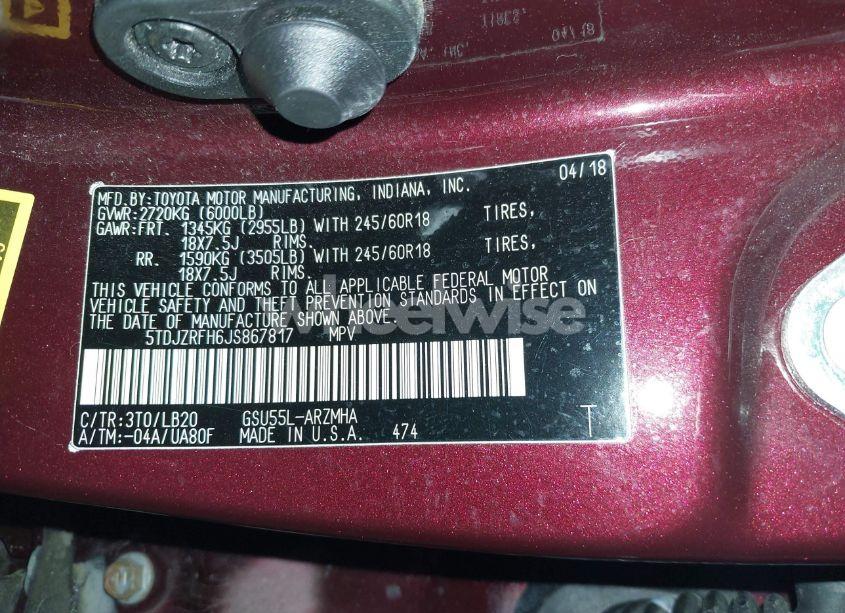 MFD.BY:TOYOTA MOTOR MANUFACTURING, INDIANA, INC. 04/18
GVWR:2720KG (6000LB)
GAWR:FRT. 1345KG (2955LB) WITH 245/60R18 TIRES,
18X7.5J RIMS.
RR. 1590KG (3505LB) WITH 245/60R18 TIRES,
18X7.5J RIMS.
THIS VEHICLE CONFORMS TO ALL APPLICABLE FEDERAL MOTOR
VEHICLE SAFETY AND THEFT PREVENTION STANDARDS IN EFFECT ON
THE DATE OF MANUFACTURE SHOWN ABOVE.
5TDJZRFH6JS867817 MPV
C/TR:3T0/LB20 GSU55L-ARZMHA
A/TM:-04A/UA80F MADE IN U.S.A. 474 T
wheelwise